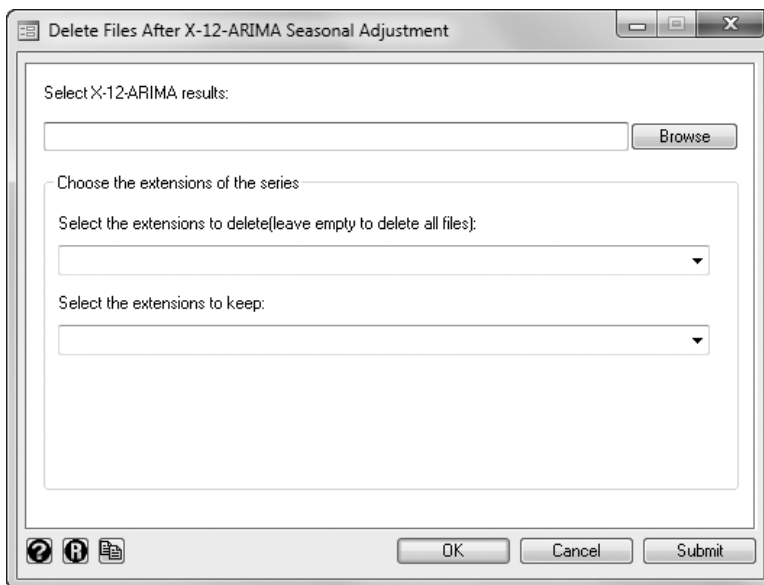 Delete Files After X-12-ARIMA Seasonal Adjustment
Select X-12-ARIMA results:
Browse
Choose the extensions of the series
Select the extensions to delete(leave empty to delete all files):
Select the extensions to keep:
? R OK Cancel Submit